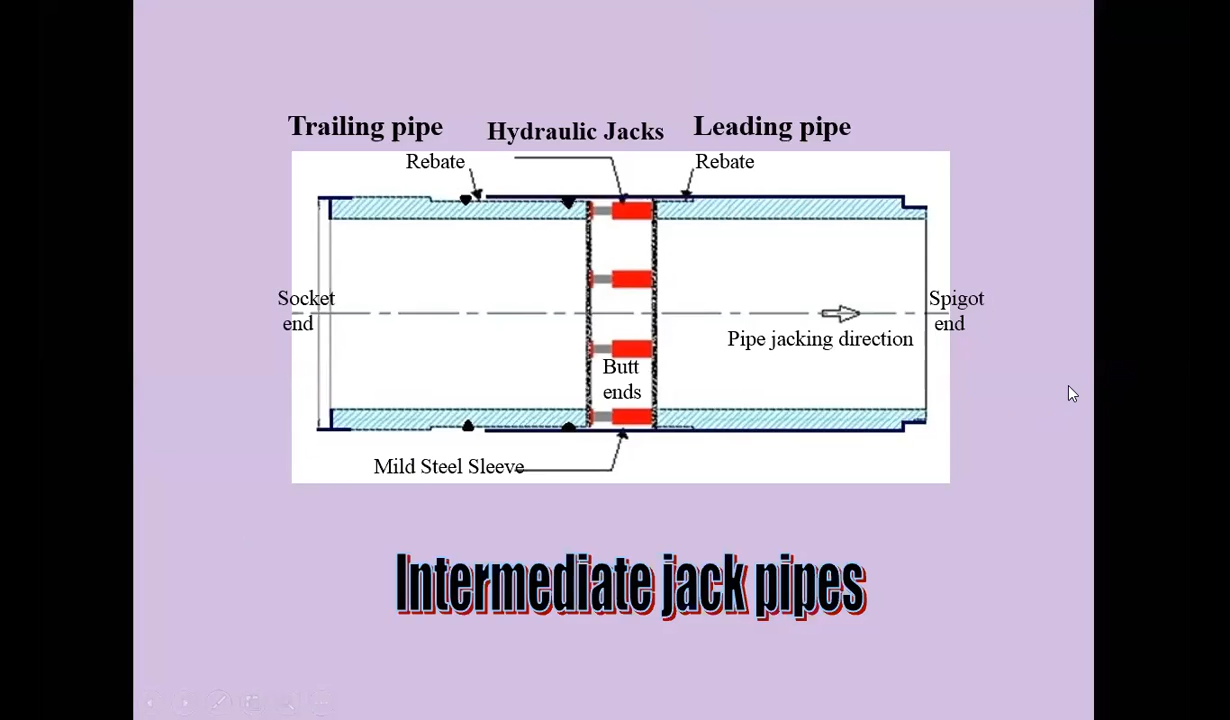 Trailing pipe
Hydraulic Jacks
Leading pipe
Rebate
Rebate
Socket
end
Spigot
end
Pipe jacking direction
Butt
ends
Mild Steel Sleeve
Intermediate jack pipes